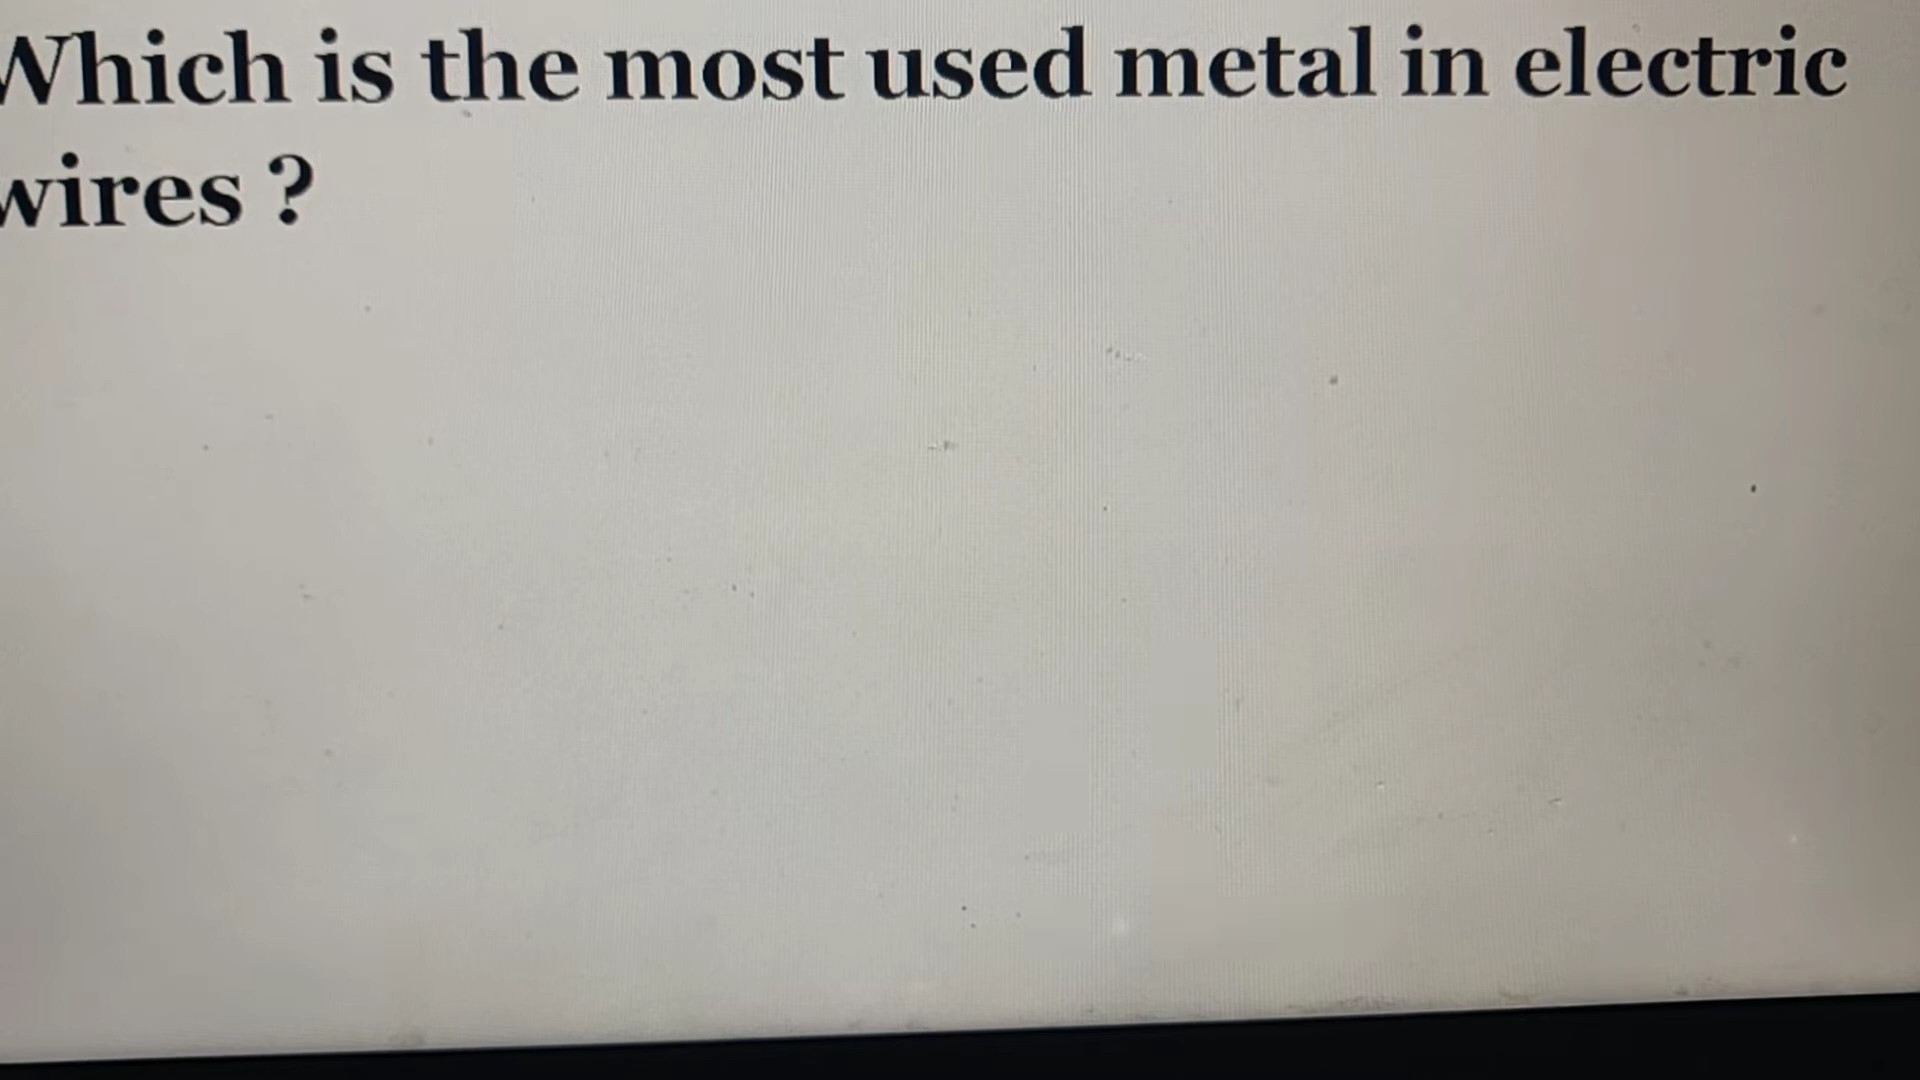 Which is the most used metal in electric
wires ?